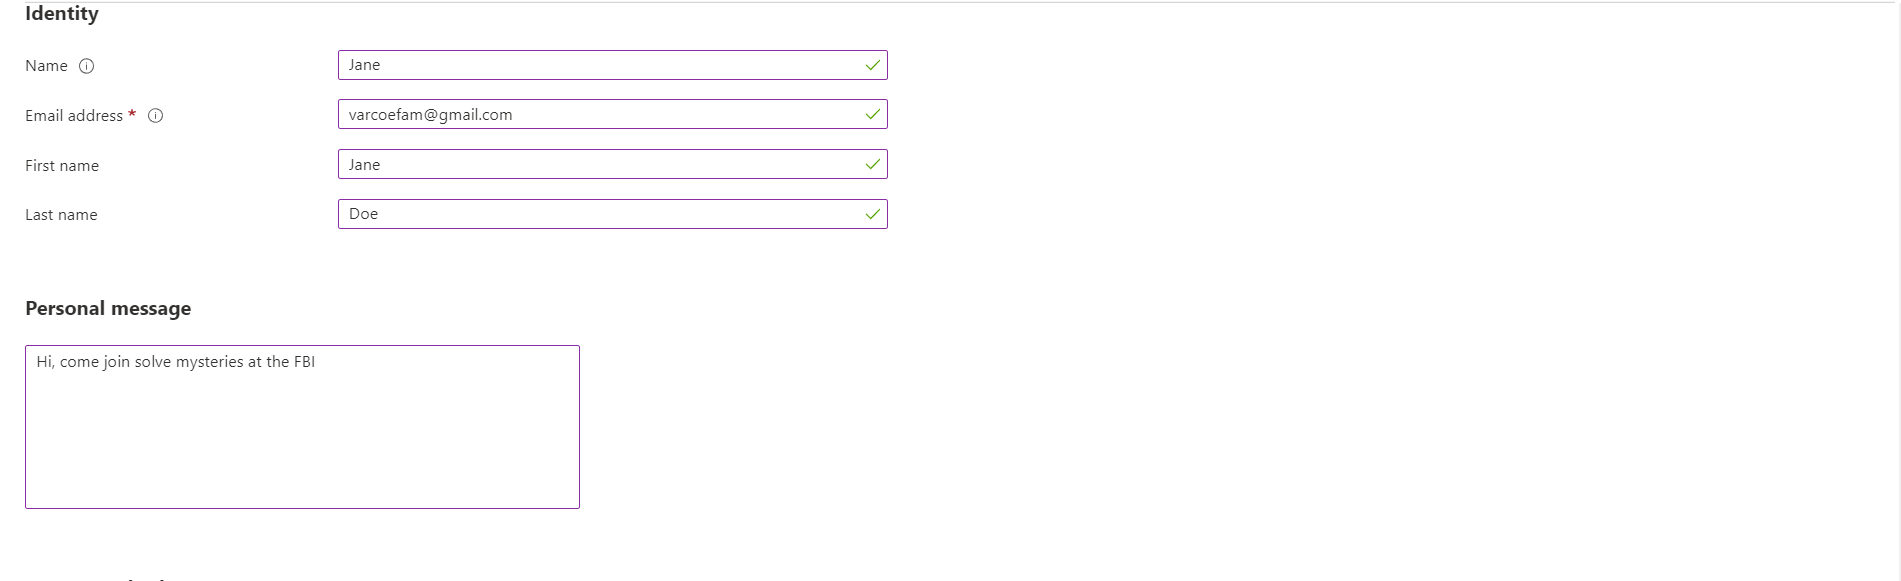 Identity
Name
Jane
Email address *
varcoefam@gmail.com
First name
Jane
Last name
Doe
Personal message
Hi, come join solve mysteries at the FBI